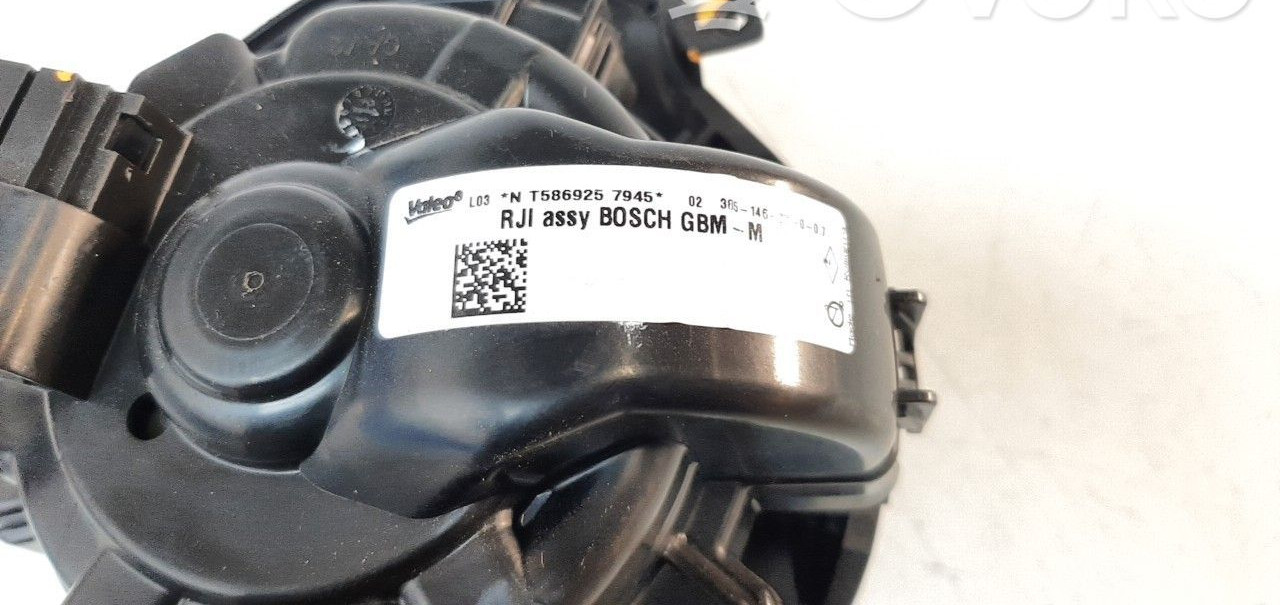 Valeo L03 *N T586925 7945* 02
RJI assy BOSCH GBM-M